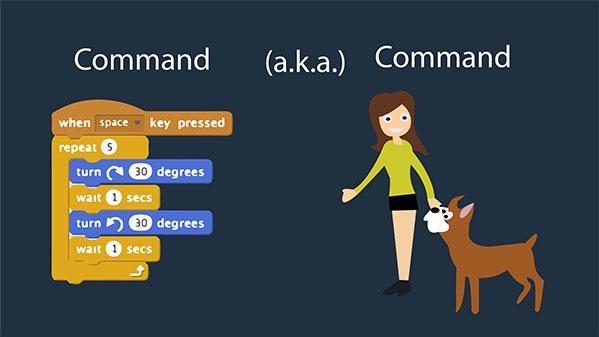 Command (a.k.a.) Command
when space key pressed
repeat 5
turn 30 degrees
wait 1 secs
turn 30 degrees
wait 1 secs